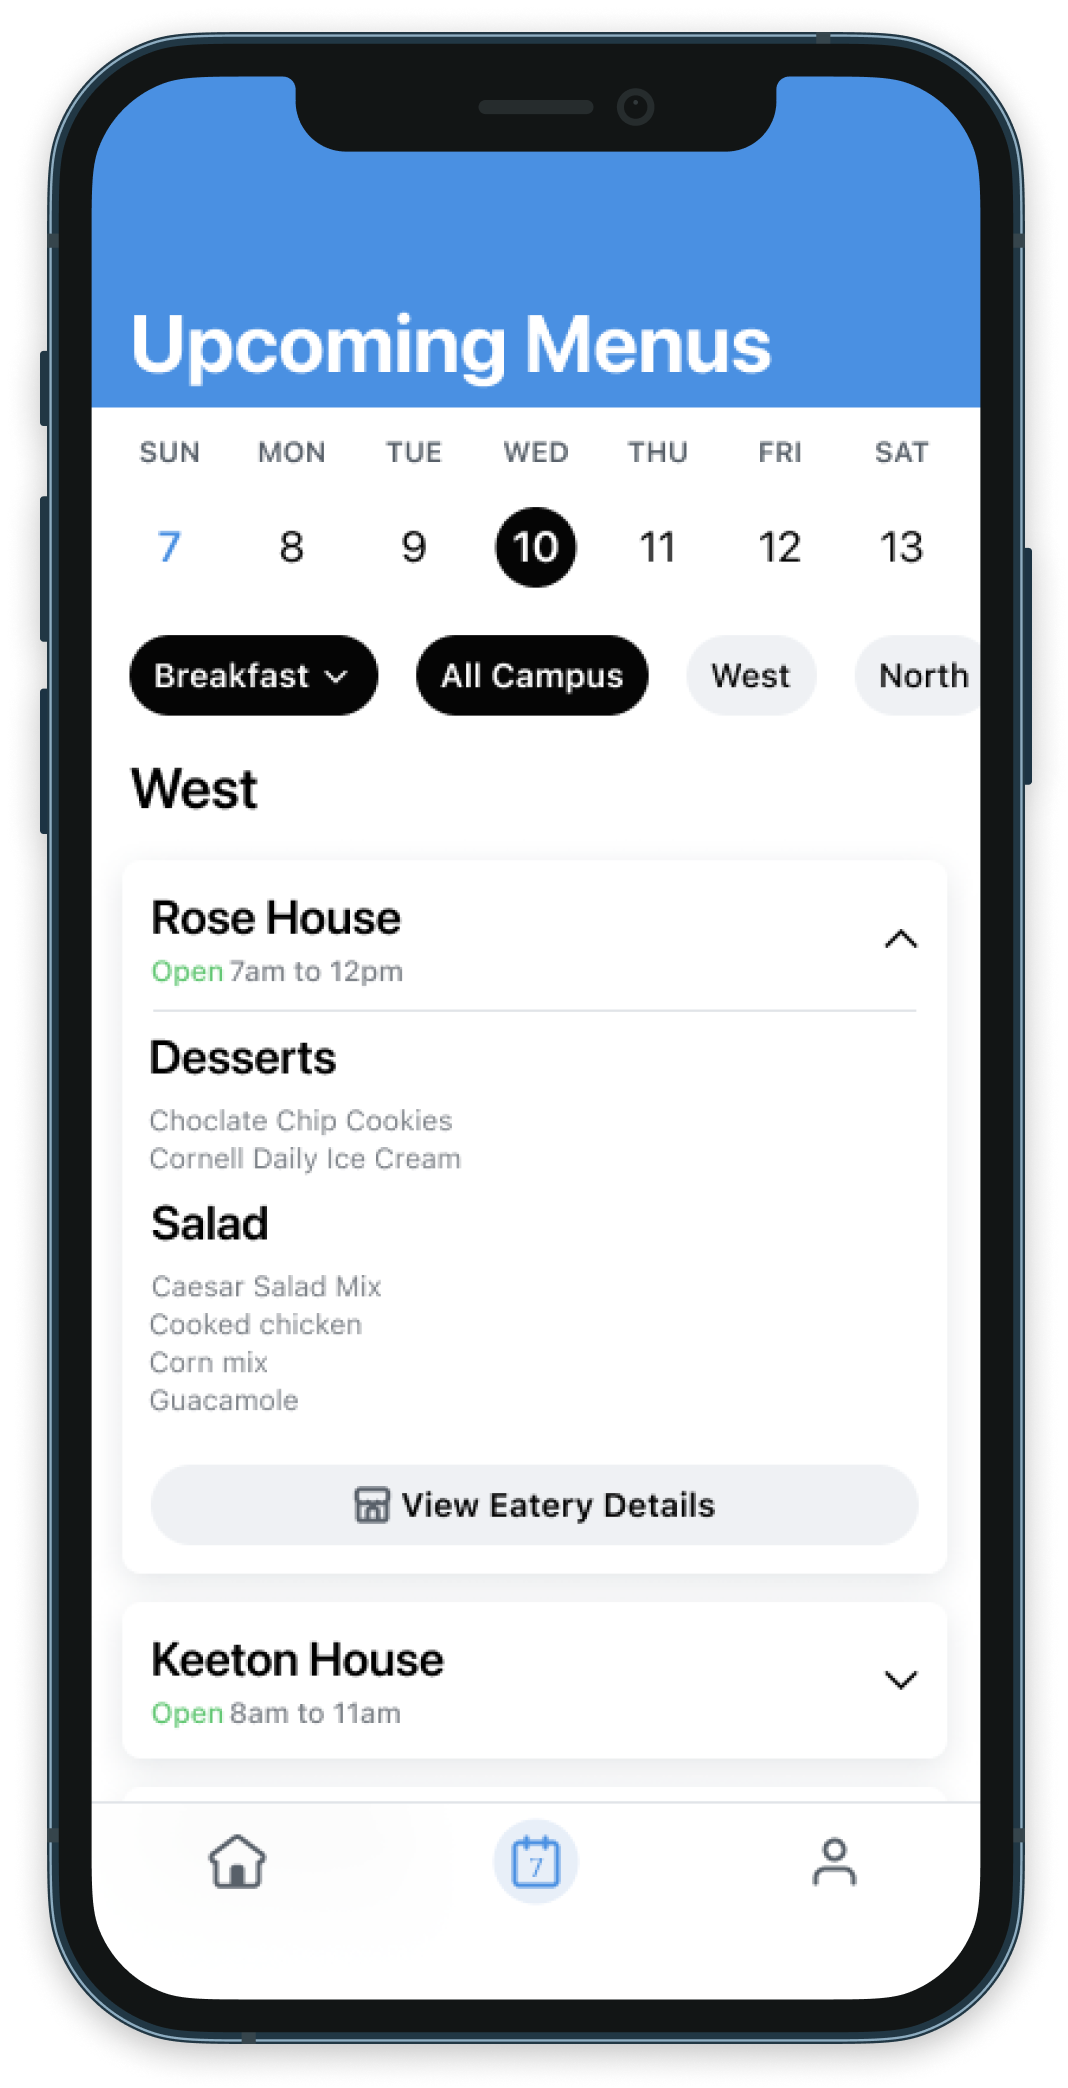 Upcoming Menus
SUN MON TUE WED THU FRI SAT
7 8 9 10 11 12 13
Breakfast All Campus West North
West
Rose House
Open 7am to 12pm
Desserts
Choclate Chip Cookies
Cornell Daily Ice Cream
Salad
Caesar Salad Mix
Cooked chicken
Corn mix
Guacamole
View Eatery Details
Keeton House
Open 8am to 11am
7